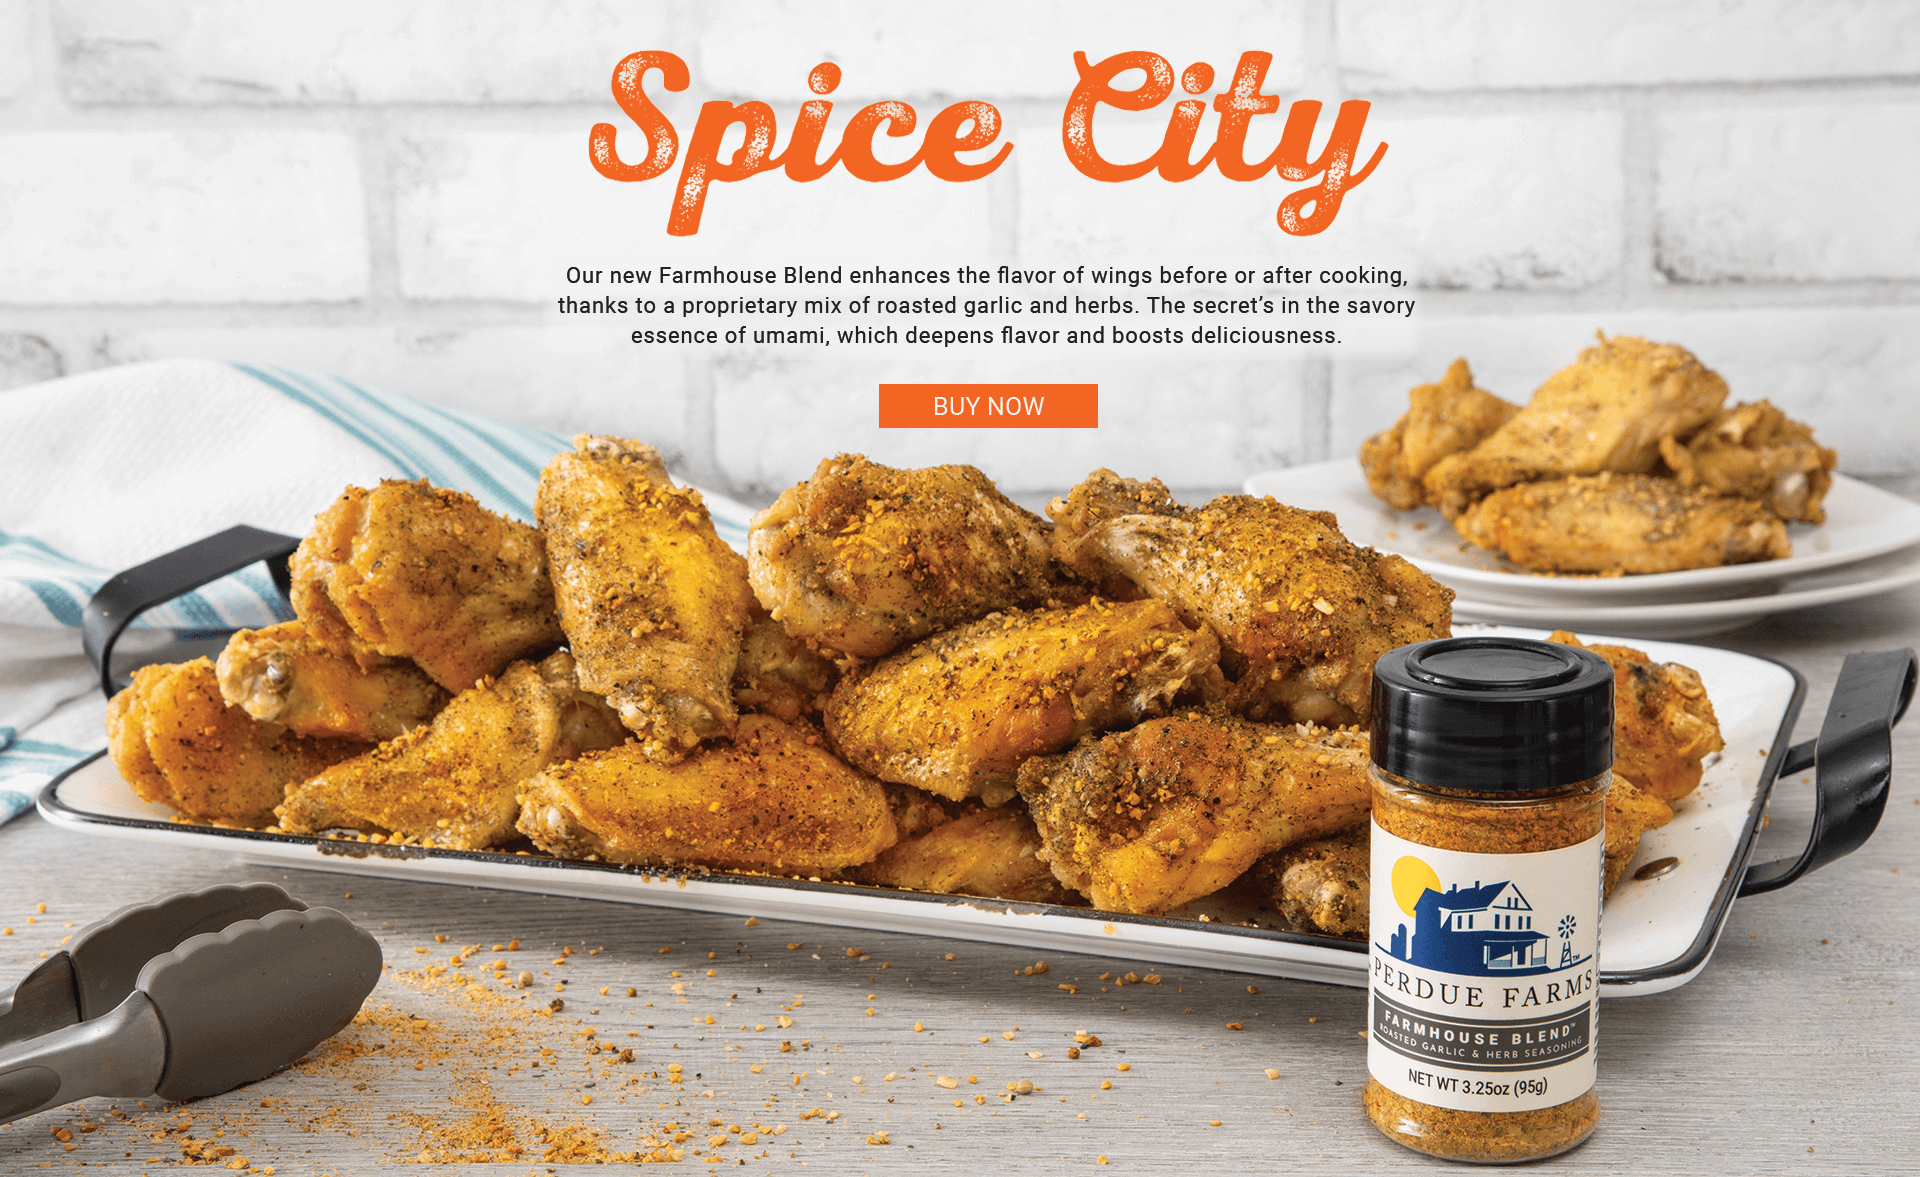 Spice City
Our new Farmhouse Blend enhances the flavor of wings before or after cooking,
thanks to a proprietary mix of roasted garlic and herbs. The secret’s in the savory
essence of umami, which deepens flavor and boosts deliciousness.
BUY NOW
PERDUE FARMS
FARMHOUSE BLEND™
ROASTED GARLIC & HERB SEASONING
NET WT 3.25oz (95g)